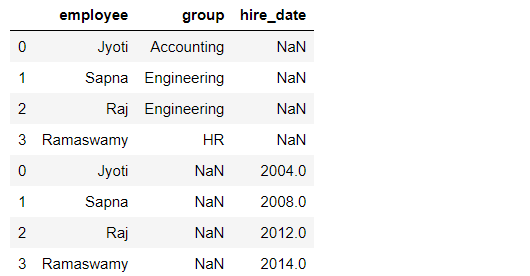 employee group hire_date
0 Jyoti Accounting NaN
1 Sapna Engineering NaN
2 Raj Engineering NaN
3 Ramaswamy HR NaN
0 Jyoti NaN 2004.0
1 Sapna NaN 2008.0
2 Raj NaN 2012.0
3 Ramaswamy NaN 2014.0